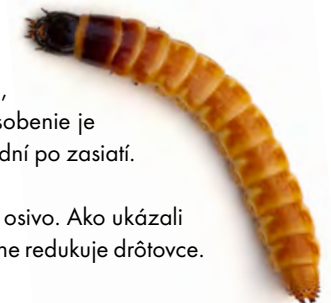 ,
sobenie je
dní po zasiatí.
osivo. Ako ukázali
ne redukuje drôtovce.